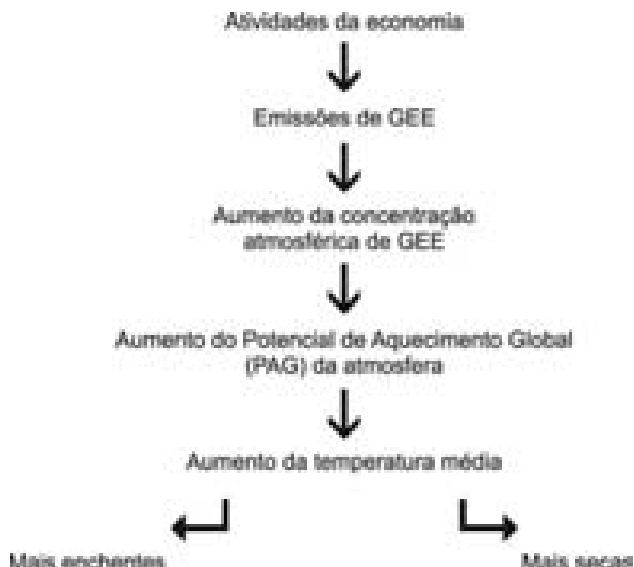 Atividades da economia
Emissões de GEE
Aumento da concentração
atmosférica de GEE
Aumento do Potencial de Aquecimento Global
(PAG) da atmosfera
Aumento da temperatura média
Mais enchentes
Mais secas